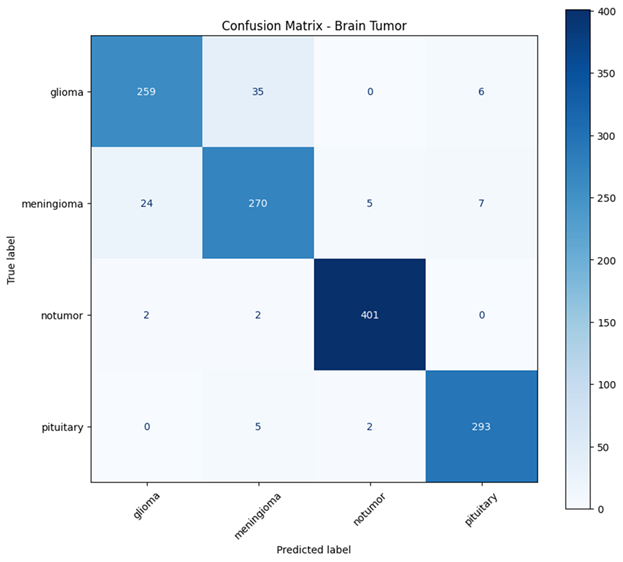 Confusion Matrix - Brain Tumor
glioma 259 35 0 6
meningioma 24 270 5 7
notumor 2 2 401 0
pituitary 0 5 2 293
glioma meningioma notumor pituitary
True label
Predicted label
400
350
300
250
200
150
100
50
0